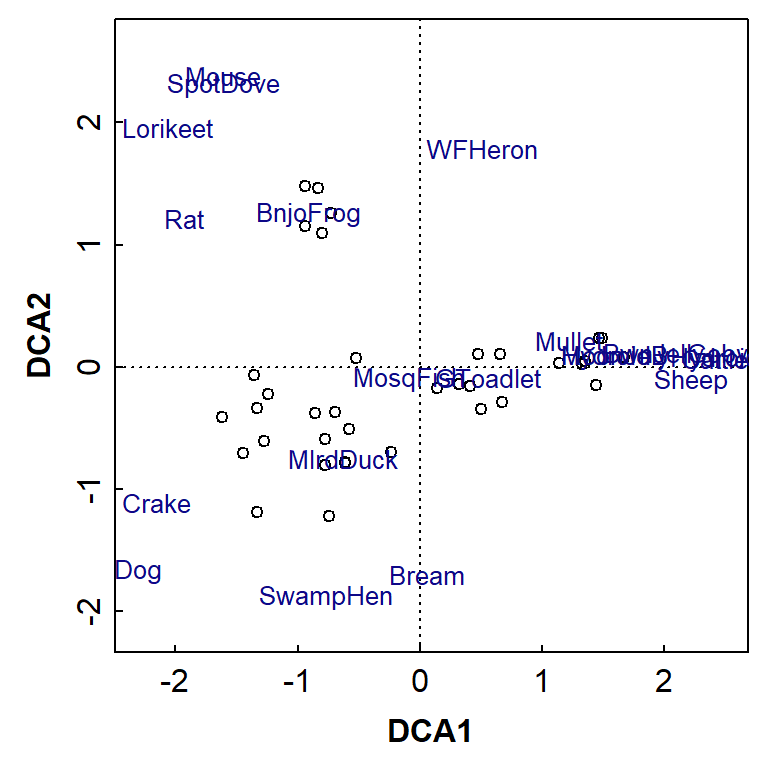 Mouse
SpotDove
Lorikeet
WFHeron
Rat
BnjoFrog
Mullet
MosqFish
GToadlet
Sheep
MlrdDuck
Crake
Dog
Bream
SwampHen
DCA2
2
1
0
-1
-2
-2
-1
0
1
2
DCA1